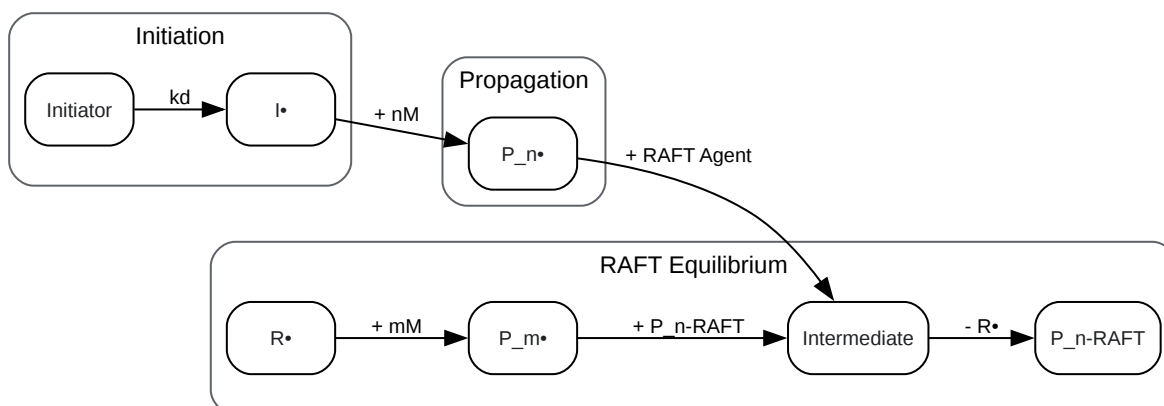 Initiation
Initiator
kd
I•
+ nM
Propagation
P_n•
+ RAFT Agent
RAFT Equilibrium
R•
+ mM
P_m•
+ P_n-RAFT
Intermediate
- R•
P_n-RAFT